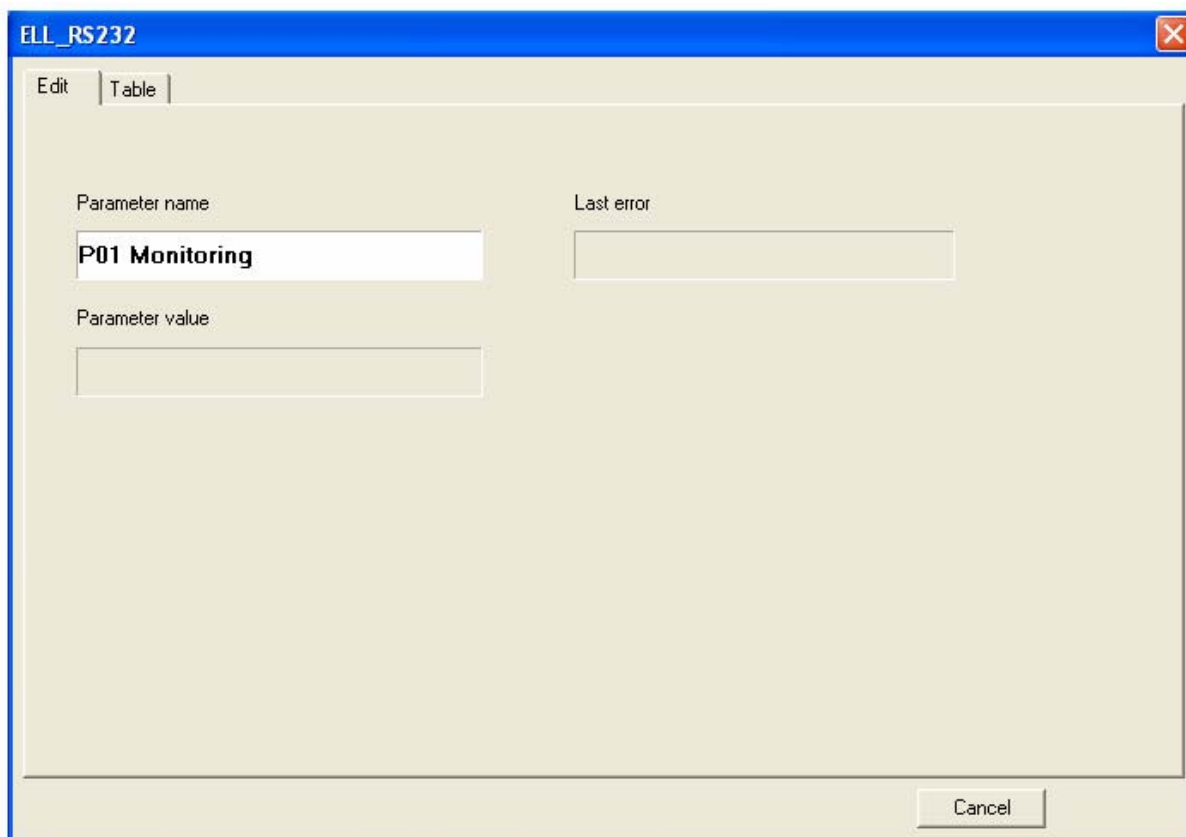 ELL_RS232
Edit Table
Parameter name Last error
P01 Monitoring
Parameter value
Cancel